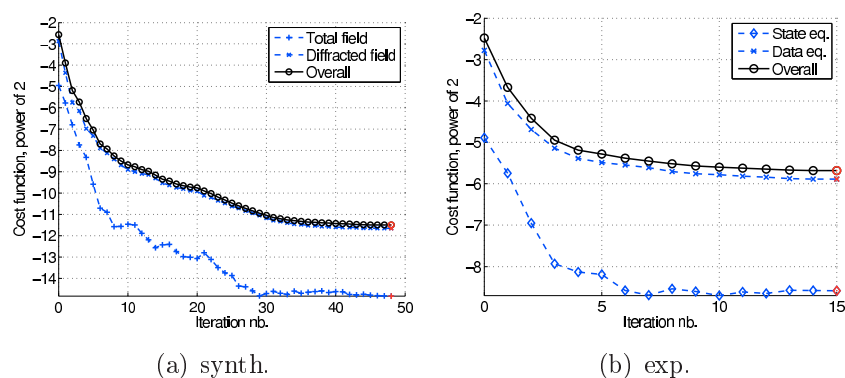 Cost function, power of 2
−2
−3
−4
−5
−6
−7
−8
−9
−10
−11
−12
−13
−14
0
10
20
30
40
50
Iteration nb.
Total field
Diffracted field
Overall
(a) synth.
Cost function, power of 2
−2
−3
−4
−5
−6
−7
−8
0
5
10
15
Iteration nb.
State eq.
Data eq.
Overall
(b) exp.